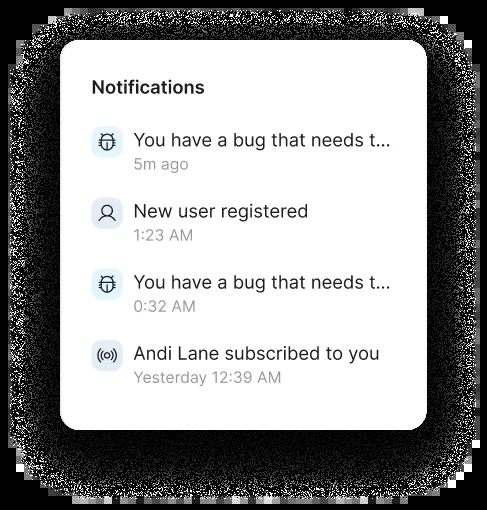 Notifications
You have a bug that needs t...
5m ago
New user registered
1:23 AM
You have a bug that needs t...
0:32 AM
Andi Lane subscribed to you
Yesterday 12:39 AM